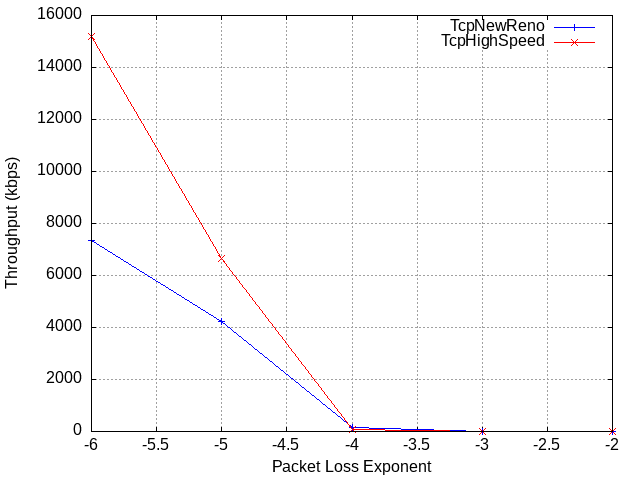 16000
14000
12000
10000
8000
6000
4000
2000
0
-6 -5.5 -5 -4.5 -4 -3.5 -3 -2.5 -2
Throughput (kbps)
Packet Loss Exponent
TcpNewReno
TcpHighSpeed